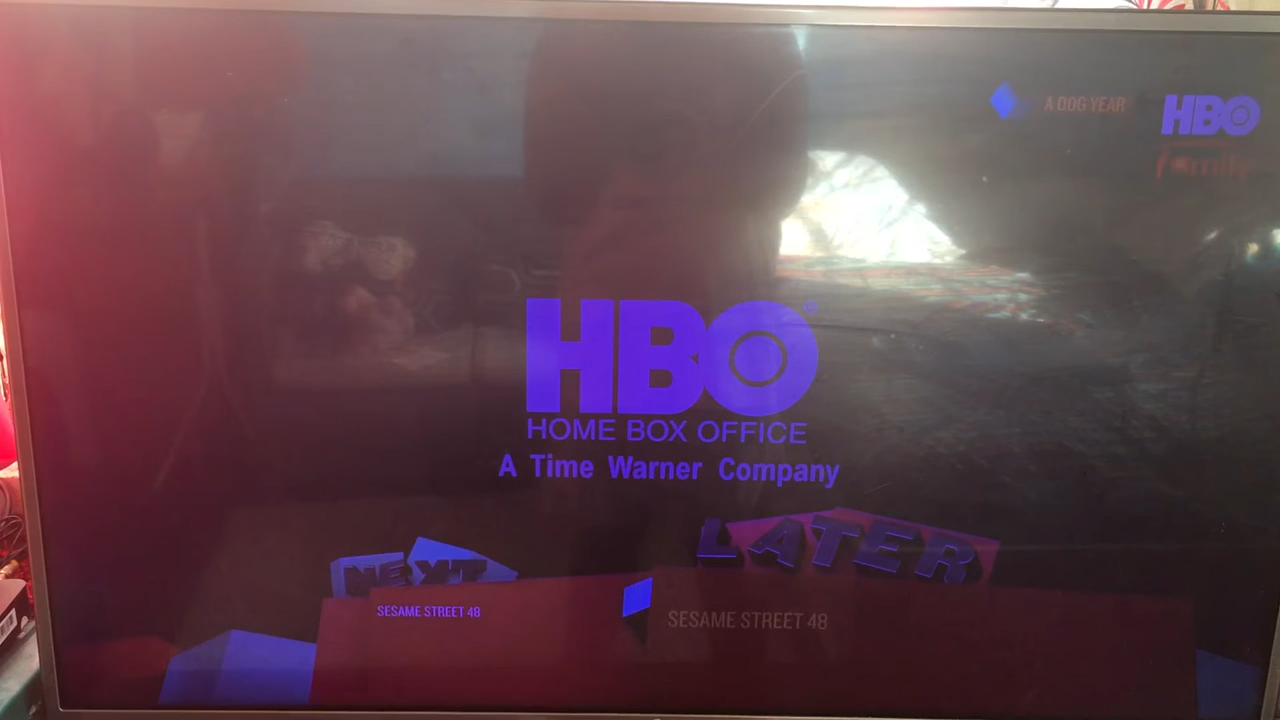 A DOG YEAR
HBO
family
HBO®
HOME BOX OFFICE
A Time Warner Company
NEXT
LATER
SESAME STREET 48
SESAME STREET 48